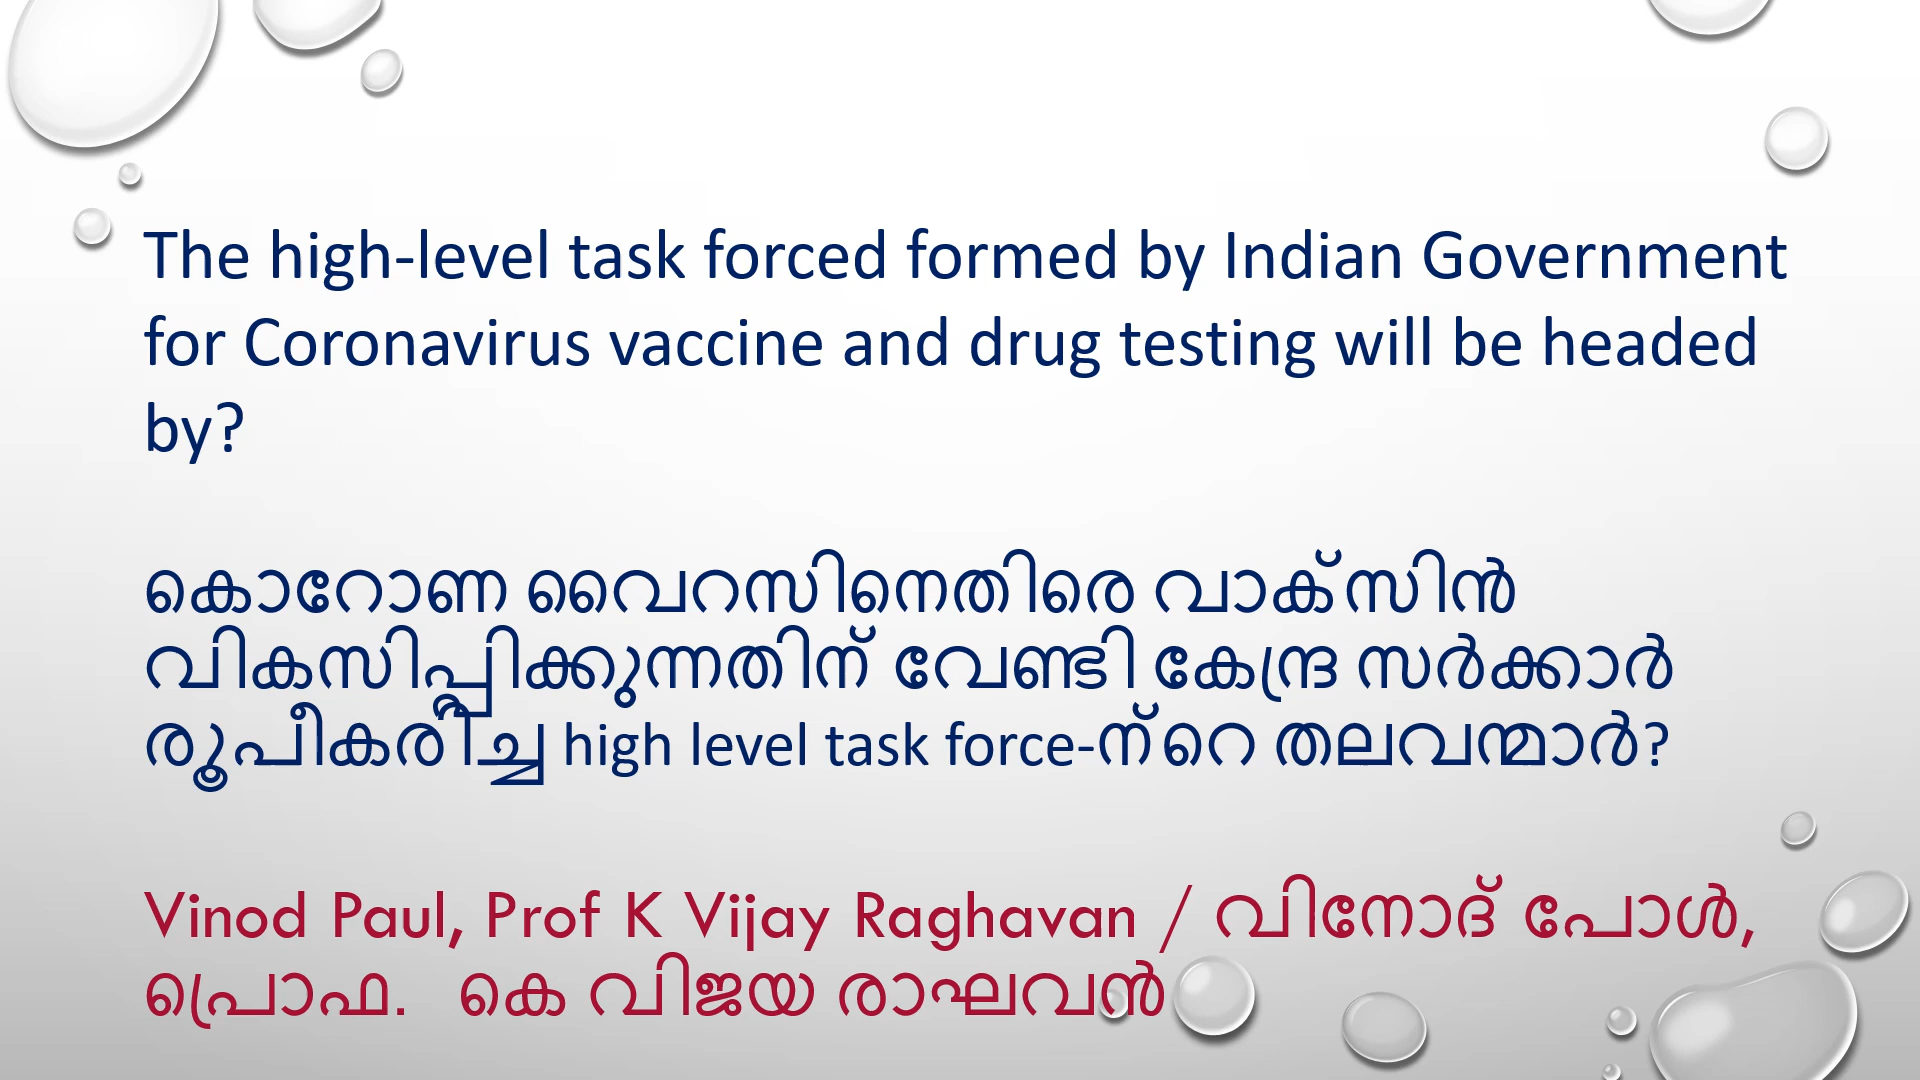 The high-level task forced formed by Indian Government
for Coronavirus vaccine and drug testing will be headed
by?
കൊറോണ വൈറസിനെതിരെ വാക്സിൻ
വികസിപ്പിക്കുന്നതിന് വേണ്ടി കേന്ദ്ര സർക്കാർ
രൂപീകരിച്ച high level task force-ന്റെ തലവന്മാർ?
Vinod Paul, Prof K Vijay Raghavan / വിനോദ് പോൾ,
പ്രൊഫ. കെ വിജയ രാഘവൻ